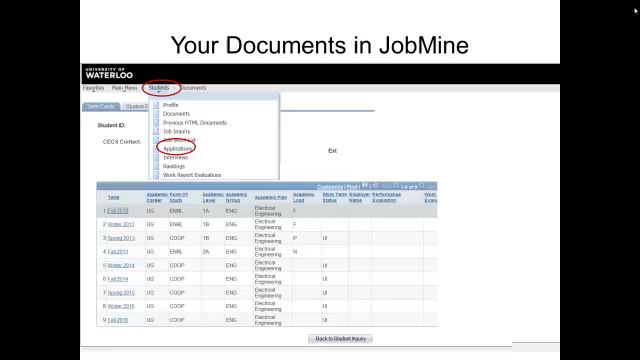 Your Documents in JobMine
UNIVERSITY OF
WATERLOO
Favorites Main Menu Students Documents
Term Cards Student
Profile
Documents
Previous HTML Documents
Job Inquiry
Applications
Interviews
Rankings
Work Report Evaluations
Student ID:
CECS Contact:
Ext
Customize Find
Term Academic Career Form Of Study Academic Level Academic Group Academic Plan Academic Load Work Term Status Employer Name Performance Evaluation Work Evalu
1 Fall 2012 UG ENRL 1A ENG Electrical Engineering F
2 Winter 2013 UG ENRL 1B ENG Electrical Engineering F
3 Spring 2013 UG COOP 1B ENG Electrical Engineering P UI
4 Fall 2013 UG ENRL 2A ENG Electrical Engineering N
5 Winter 2014 UG COOP ENG Electrical Engineering UI
6 Fall 2014 UG COOP ENG Electrical Engineering UI
7 Spring 2015 UG COOP ENG Electrical Engineering UI
8 Winter 2016 UG COOP ENG Electrical Engineering UI
9 Fall 2016 UG COOP ENG Electrical Engineering UI
Back to Student Inquiry